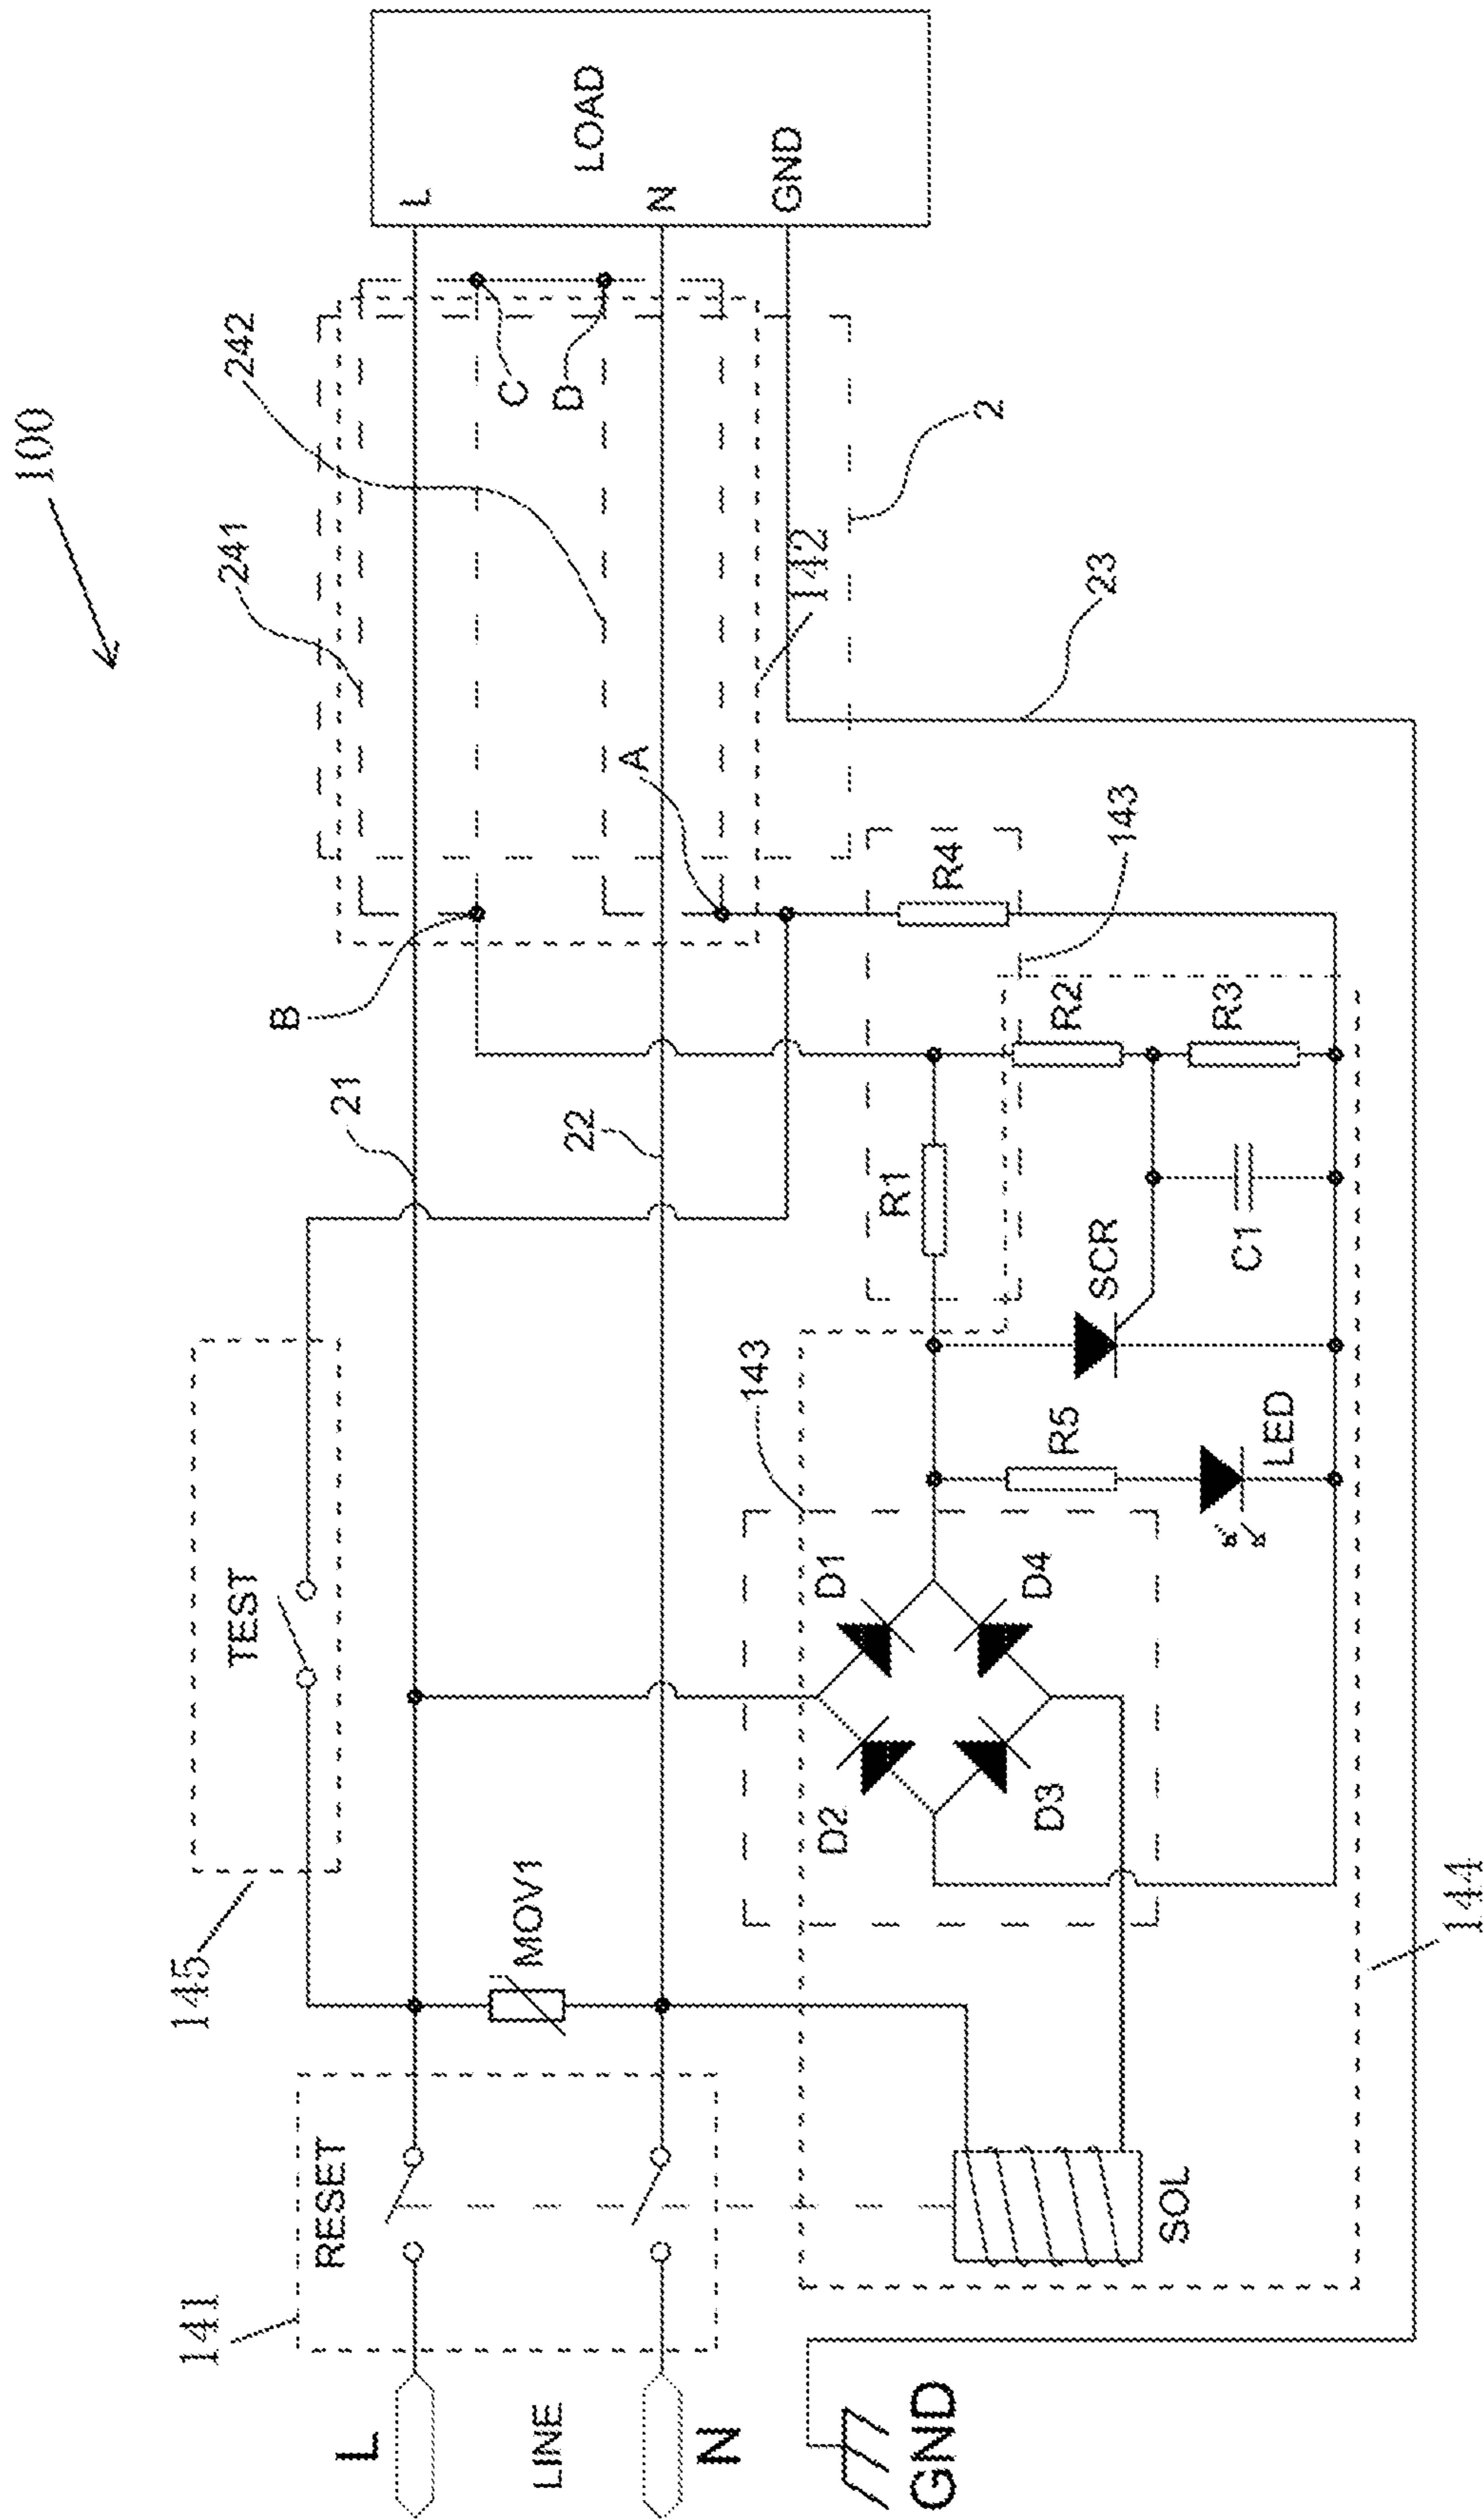 100
L
LOAD
N
GND
242
241
C
D
2
142
23
A
B
21
22
143
R4
R2
R3
R1
SCR
C1
143
R5
LED
TEST
D1
D4
D2
D3
145
MOV1
144
RESET
141
SOL
L
LINE
N
GND